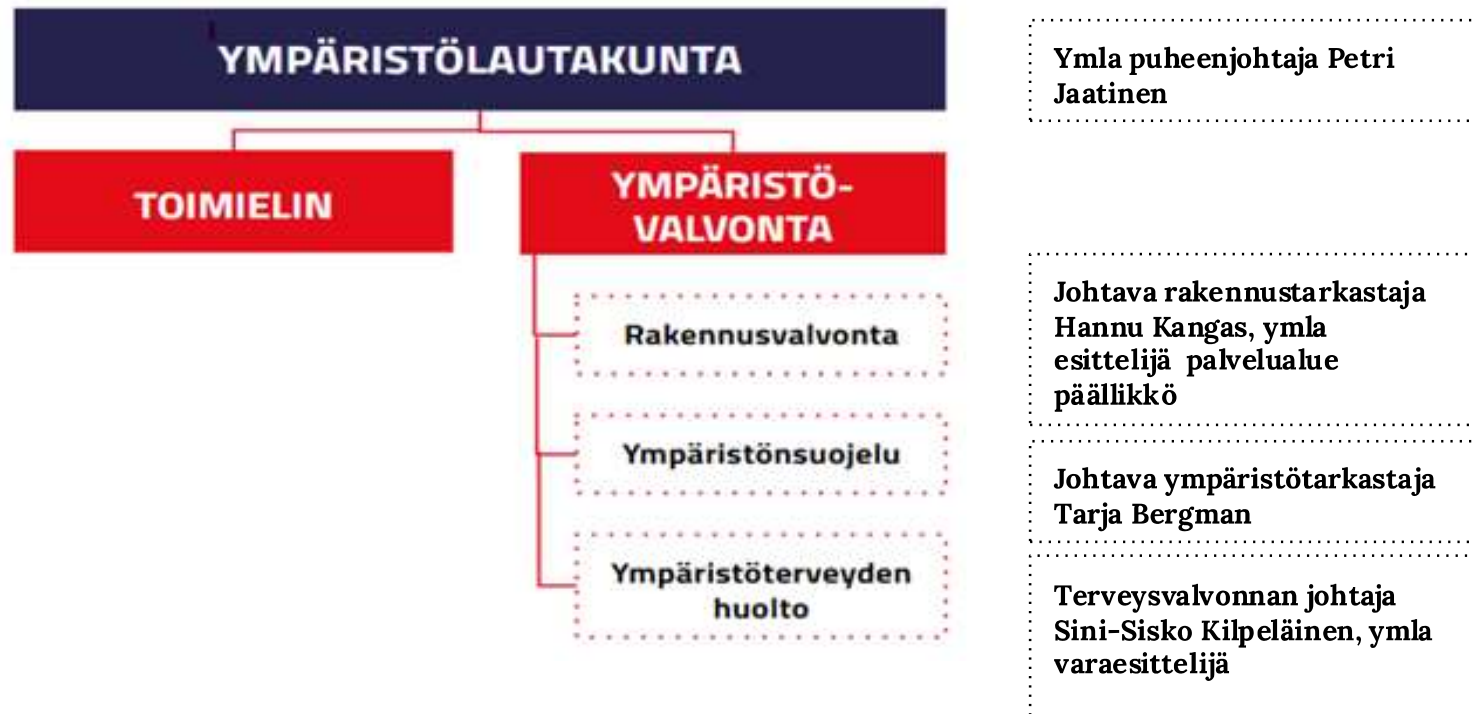 YMPÄRISTÖLAUTAKUNTA
Ymla puheenjohtaja Petri
Jaatinen
TOIMIELIN
YMPÄRISTÖ-
VALVONTA
Rakennusvalvonta
Johtava rakennustarkastaja
Hannu Kangas, ymla
esittelijä palvelualue
päällikkö
Ympäristönsuojelu
Johtava ympäristötarkastaja
Tarja Bergman
Ympäristöterveyden
huolto
Terveysvalvonnan johtaja
Sini-Sisko Kilpeläinen, ymla
varaesittelijä